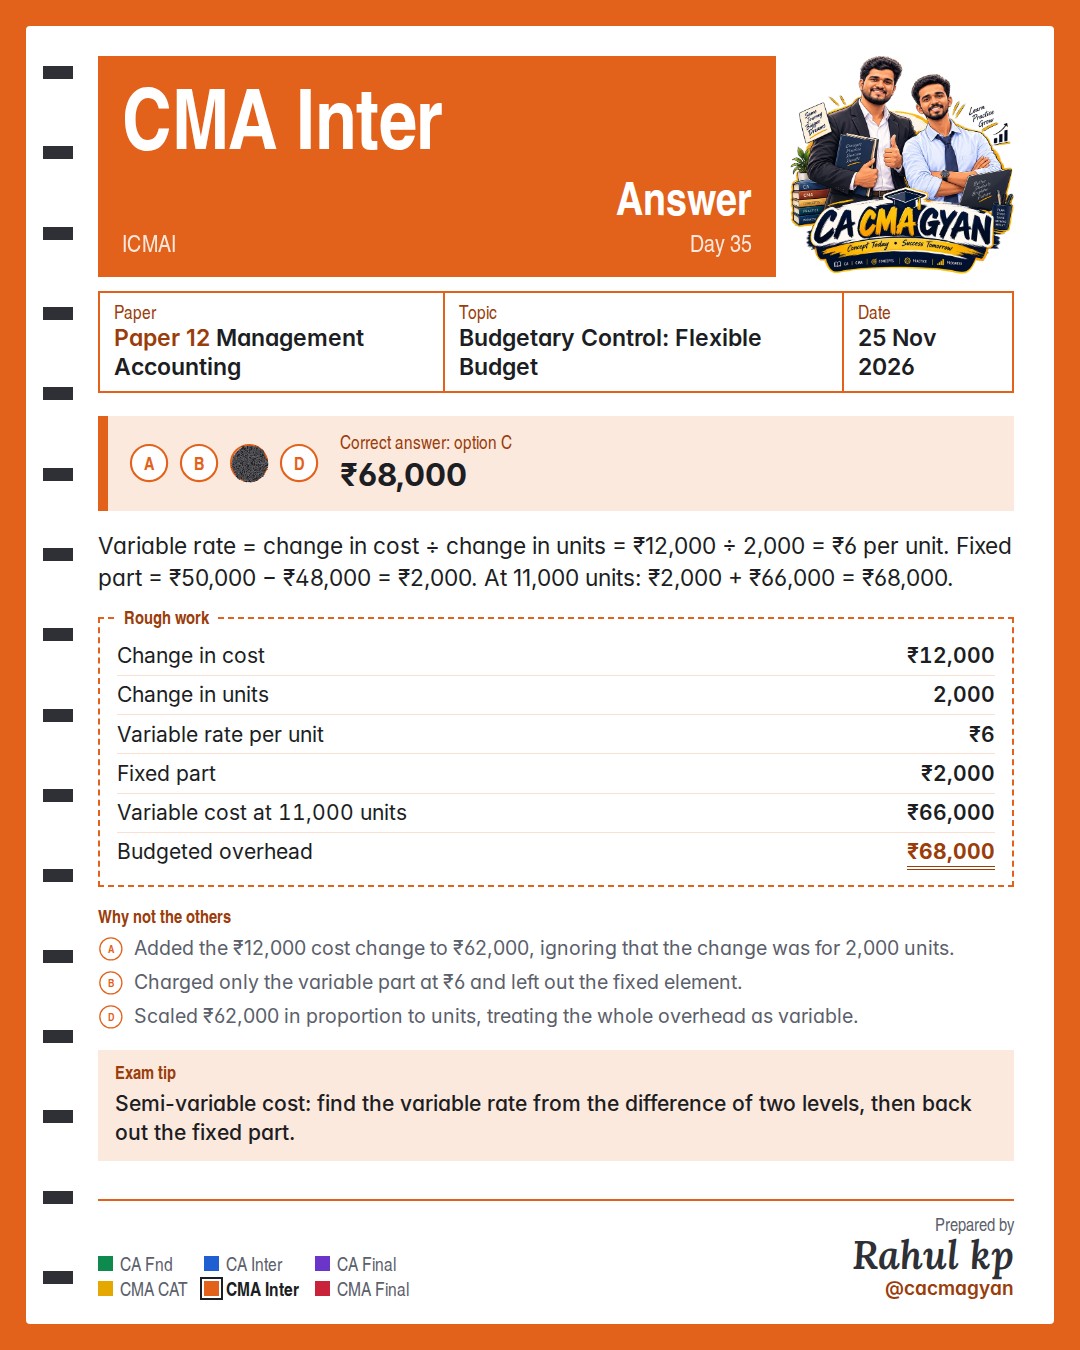 CMA Inter
Answer
ICMAI
Day 35
CA CMA GYAN
Concept Today • Success Tomorrow
Learn
Practice
Grow
Paper
Paper 12 Management
Accounting
Topic
Budgetary Control: Flexible
Budget
Date
25 Nov
2026
A
B
D
Correct answer: option C
₹68,000
Variable rate = change in cost ÷ change in units = ₹12,000 ÷ 2,000 = ₹6 per unit. Fixed
part = ₹50,000 − ₹48,000 = ₹2,000. At 11,000 units: ₹2,000 + ₹66,000 = ₹68,000.
Rough work
Change in cost ₹12,000
Change in units 2,000
Variable rate per unit ₹6
Fixed part ₹2,000
Variable cost at 11,000 units ₹66,000
Budgeted overhead ₹68,000
Why not the others
A Added the ₹12,000 cost change to ₹62,000, ignoring that the change was for 2,000 units.
B Charged only the variable part at ₹6 and left out the fixed element.
D Scaled ₹62,000 in proportion to units, treating the whole overhead as variable.
Exam tip
Semi-variable cost: find the variable rate from the difference of two levels, then back
out the fixed part.
Prepared by
Rahul kp
@cacmagyan
CA Fnd CA Inter CA Final
CMA CAT CMA Inter CMA Final